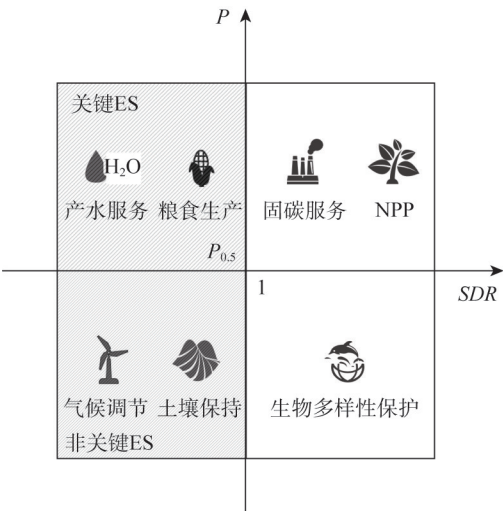 P
关键ES
H₂O
产水服务 粮食生产 固碳服务 NPP
P₀.₅
1
SDR
气候调节 土壤保持 生物多样性保护
非关键ES